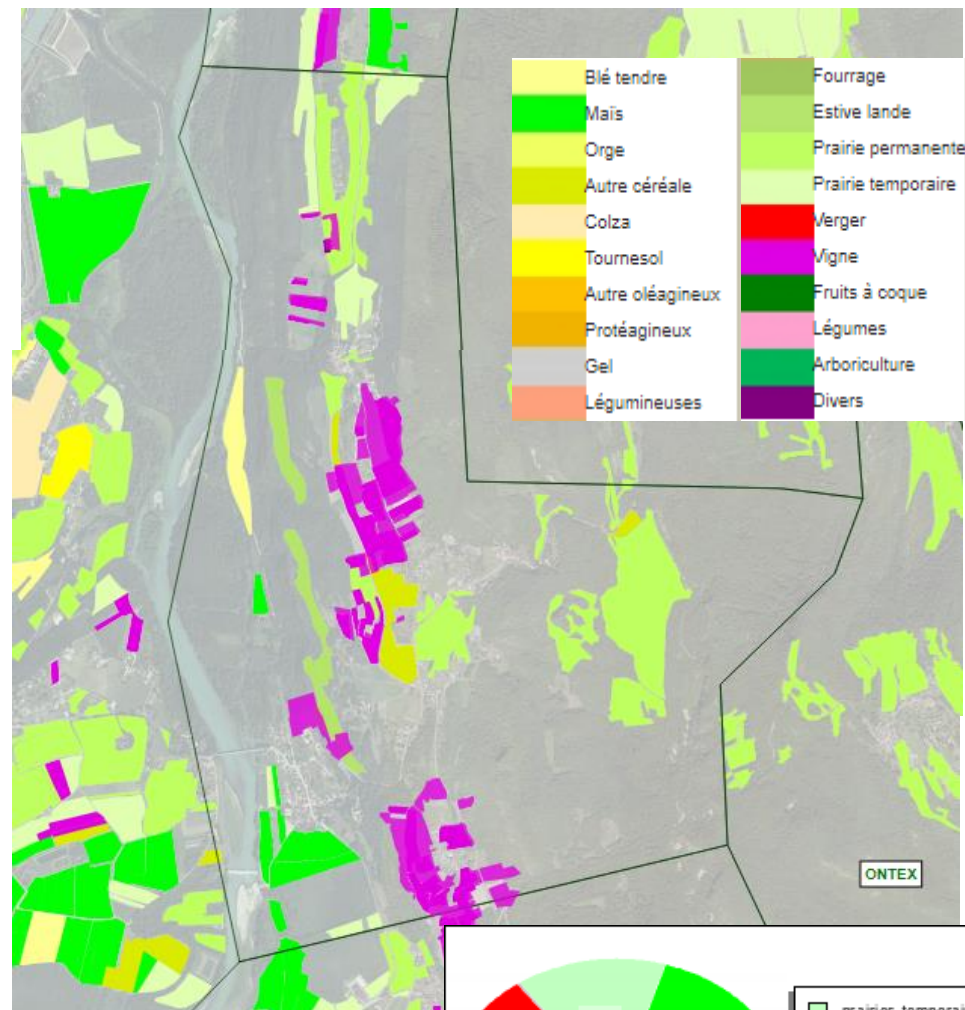 Blé tendre
Maïs
Orge
Autre céréale
Colza
Tournesol
Autre oléagineux
Protéagineux
Gel
Légumineuses
Fourrage
Estive lande
Prairie permanente
Prairie temporaire
Verger
Vigne
Fruits à coque
Légumes
Arboriculture
Divers
ONTEX